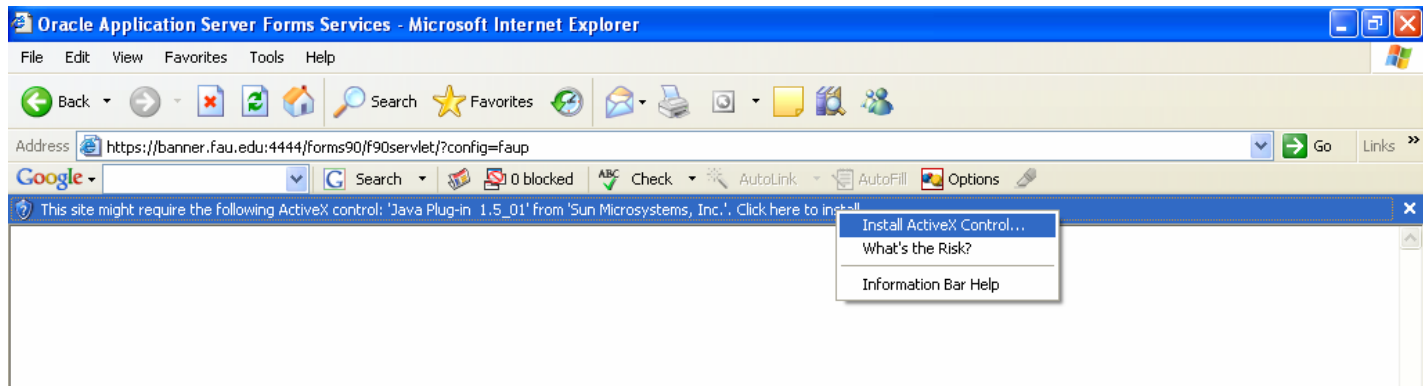 Oracle Application Server Forms Services - Microsoft Internet Explorer
File Edit View Favorites Tools Help
Back Search Favorites
Address https://banner.fau.edu:4444/forms90/f90servlet/?config=faup Go Links »
Google Search 0 blocked ABC Check AutoLink AutoFill Options
This site might require the following ActiveX control: 'Java Plug-in 1.5_01' from 'Sun Microsystems, Inc.'. Click here to install...
Install ActiveX Control...
What's the Risk?
Information Bar Help